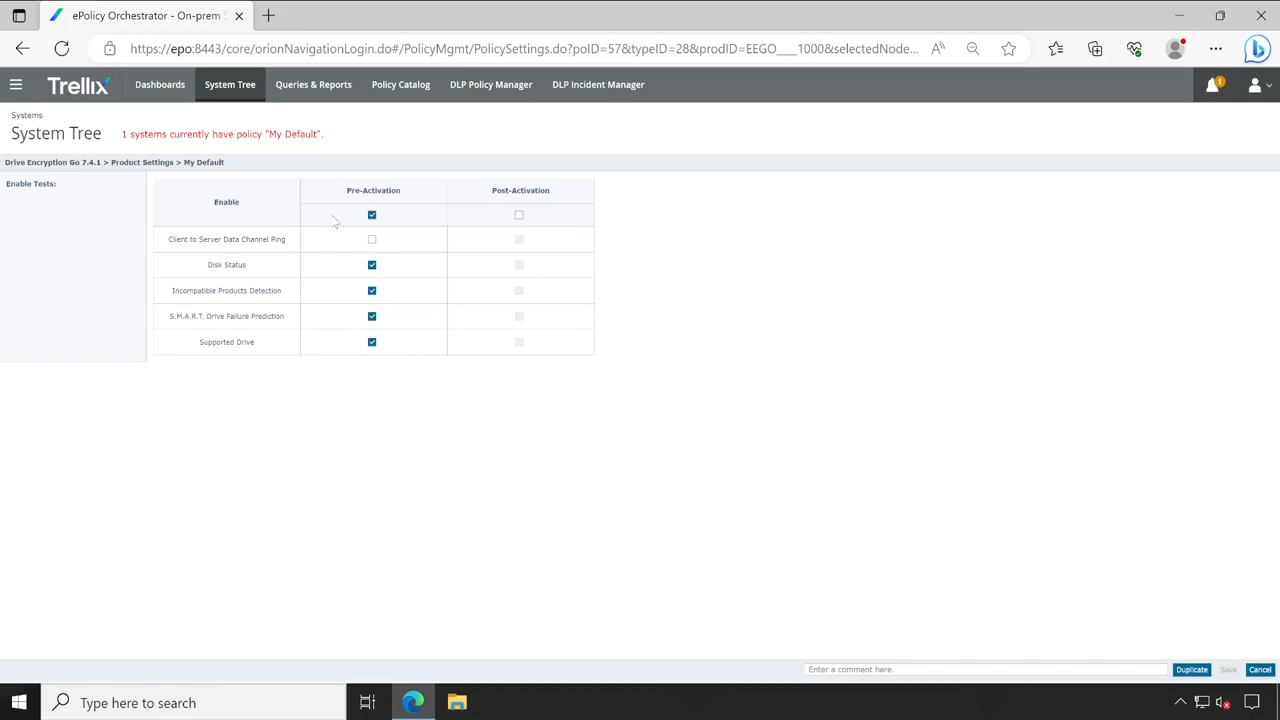 ePolicy Orchestrator - On-prem
https://epo:8443/core/orionNavigationLogin.do#/PolicyMgmt/PolicySettings.do?poID=57&typeID=28&prodID=EEGO____1000&selectedNode...
Trellix
Dashboards
System Tree
Queries & Reports
Policy Catalog
DLP Policy Manager
DLP Incident Manager
1
Systems
System Tree
1 systems currently have policy "My Default".
Drive Encryption Go 7.4.1 > Product Settings > My Default
Enable Tests:
Enable
Pre-Activation
Post-Activation
Client to Server Data Channel Ping
Disk Status
Incompatible Products Detection
S.M.A.R.T. Drive Failure Prediction
Supported Drive
Enter a comment here.
Duplicate
Save
Cancel
Type here to search